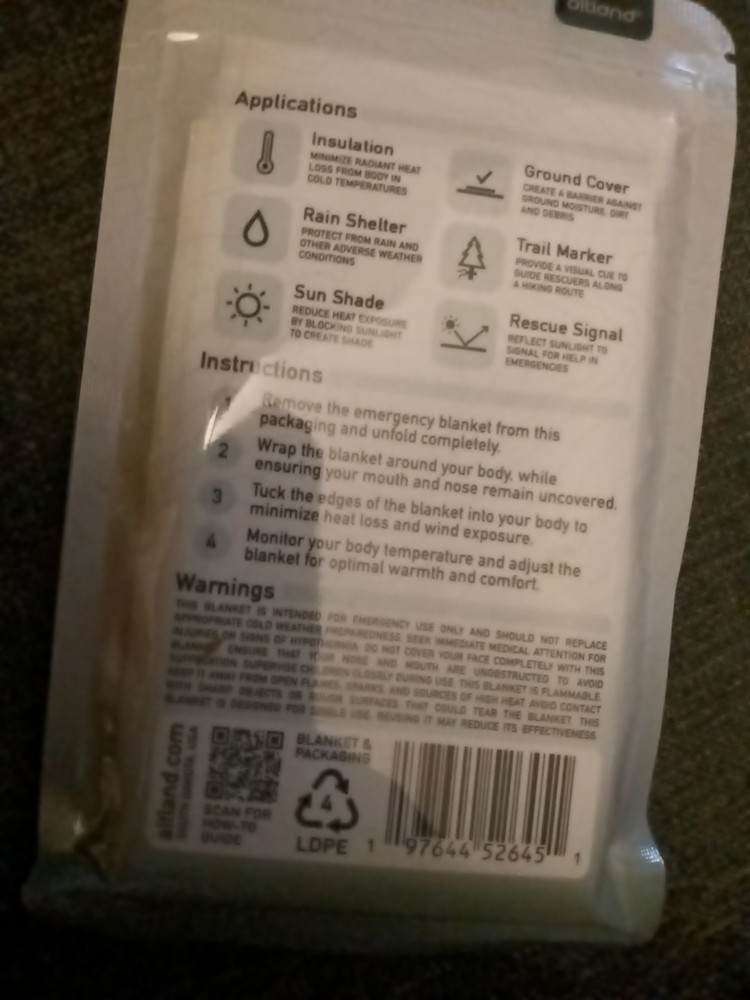 altland
Applications
Insulation
MINIMIZE RADIANT HEAT
LOSS FROM BODY IN
COLD TEMPERATURES
Ground Cover
CREATE A BARRIER AGAINST
GROUND MOISTURE, DIRT
AND DEBRIS
Rain Shelter
PROTECT FROM RAIN AND
OTHER ADVERSE WEATHER
CONDITIONS
Trail Marker
PROVIDE A VISUAL CUE TO
GUIDE RESCUERS ALONG
A HIKING ROUTE
Sun Shade
REDUCE HEAT EXPOSURE
BY BLOCKING SUNLIGHT
TO CREATE SHADE
Rescue Signal
REFLECT SUNLIGHT TO
SIGNAL FOR HELP IN
EMERGENCIES
Instructions
1 Remove the emergency blanket from this
packaging and unfold completely.
2 Wrap the blanket around your body, while
ensuring your mouth and nose remain uncovered.
3 Tuck the edges of the blanket into your body to
minimize heat loss and wind exposure.
4 Monitor your body temperature and adjust the
blanket for optimal warmth and comfort.
Warnings
THIS BLANKET IS INTENDED FOR EMERGENCY USE ONLY AND SHOULD NOT REPLACE
APPROPRIATE COLD WEATHER PREPAREDNESS. SEEK IMMEDIATE MEDICAL ATTENTION FOR
INJURIES OR SIGNS OF HYPOTHERMIA. DO NOT COVER YOUR FACE COMPLETELY WITH THIS
BLANKET. ENSURE THAT YOUR NOSE AND MOUTH ARE UNOBSTRUCTED TO AVOID
SUFFOCATION. SUPERVISE CHILDREN CLOSELY DURING USE. THIS BLANKET IS FLAMMABLE.
KEEP IT AWAY FROM OPEN FLAMES, SPARKS, AND SOURCES OF HIGH HEAT. AVOID CONTACT
WITH SHARP OBJECTS OR ROUGH SURFACES THAT COULD TEAR THE BLANKET. THIS
BLANKET IS DESIGNED FOR SINGLE USE. REUSING IT MAY REDUCE ITS EFFECTIVENESS.
altland.com
SOUTH DAKOTA, USA
SCAN FOR
HOW-TO
GUIDE
BLANKET &
PACKAGING
4
LDPE
1 97644 52645 1